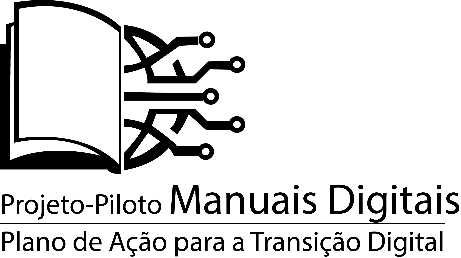 Projeto-Piloto Manuais Digitais
Plano de Ação para a Transição Digital